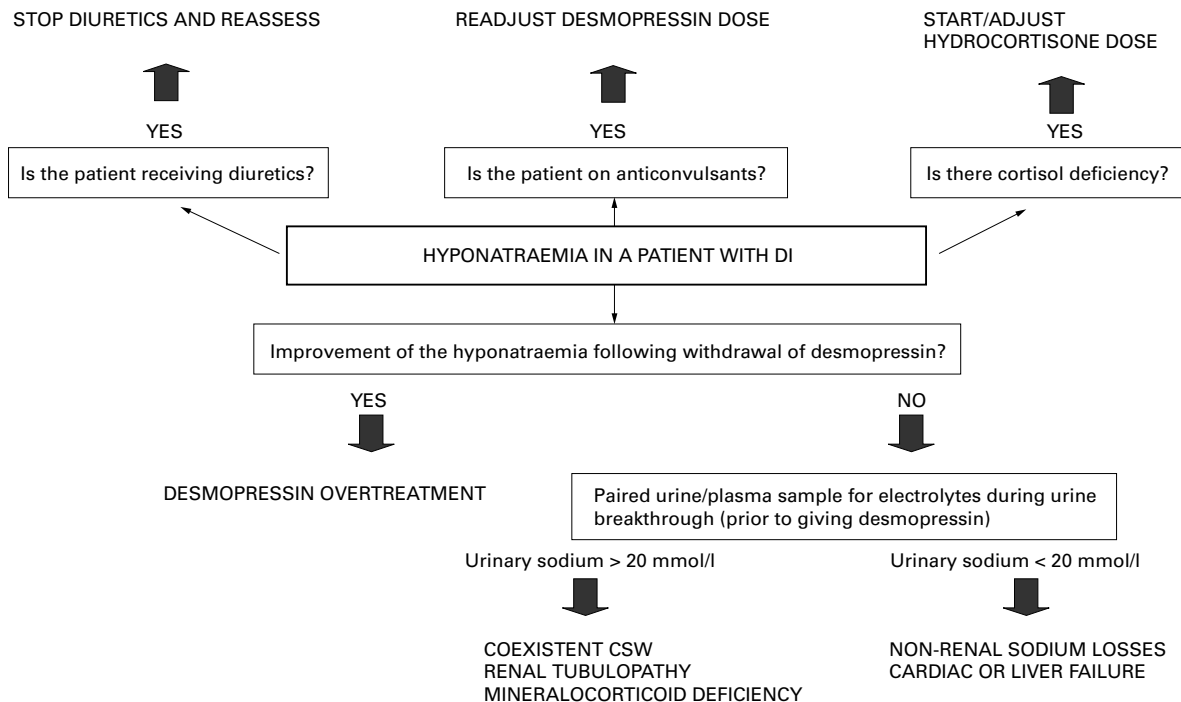 STOP DIURETICS AND REASSESS
READJUST DESMOPRESSIN DOSE
START/ADJUST
HYDROCORTISONE DOSE
YES
YES
YES
Is the patient receiving diuretics?
Is the patient on anticonvulsants?
Is there cortisol deficiency?
HYPONATRAEMIA IN A PATIENT WITH DI
Improvement of the hyponatraemia following withdrawal of desmopressin?
YES
NO
DESMOPRESSIN OVERTREATMENT
Paired urine/plasma sample for electrolytes during urine
breakthrough (prior to giving desmopressin)
Urinary sodium > 20 mmol/l
Urinary sodium < 20 mmol/l
COEXISTENT CSW
RENAL TUBULOPATHY
MINERALOCORTICOID DEFICIENCY
NON-RENAL SODIUM LOSSES
CARDIAC OR LIVER FAILURE